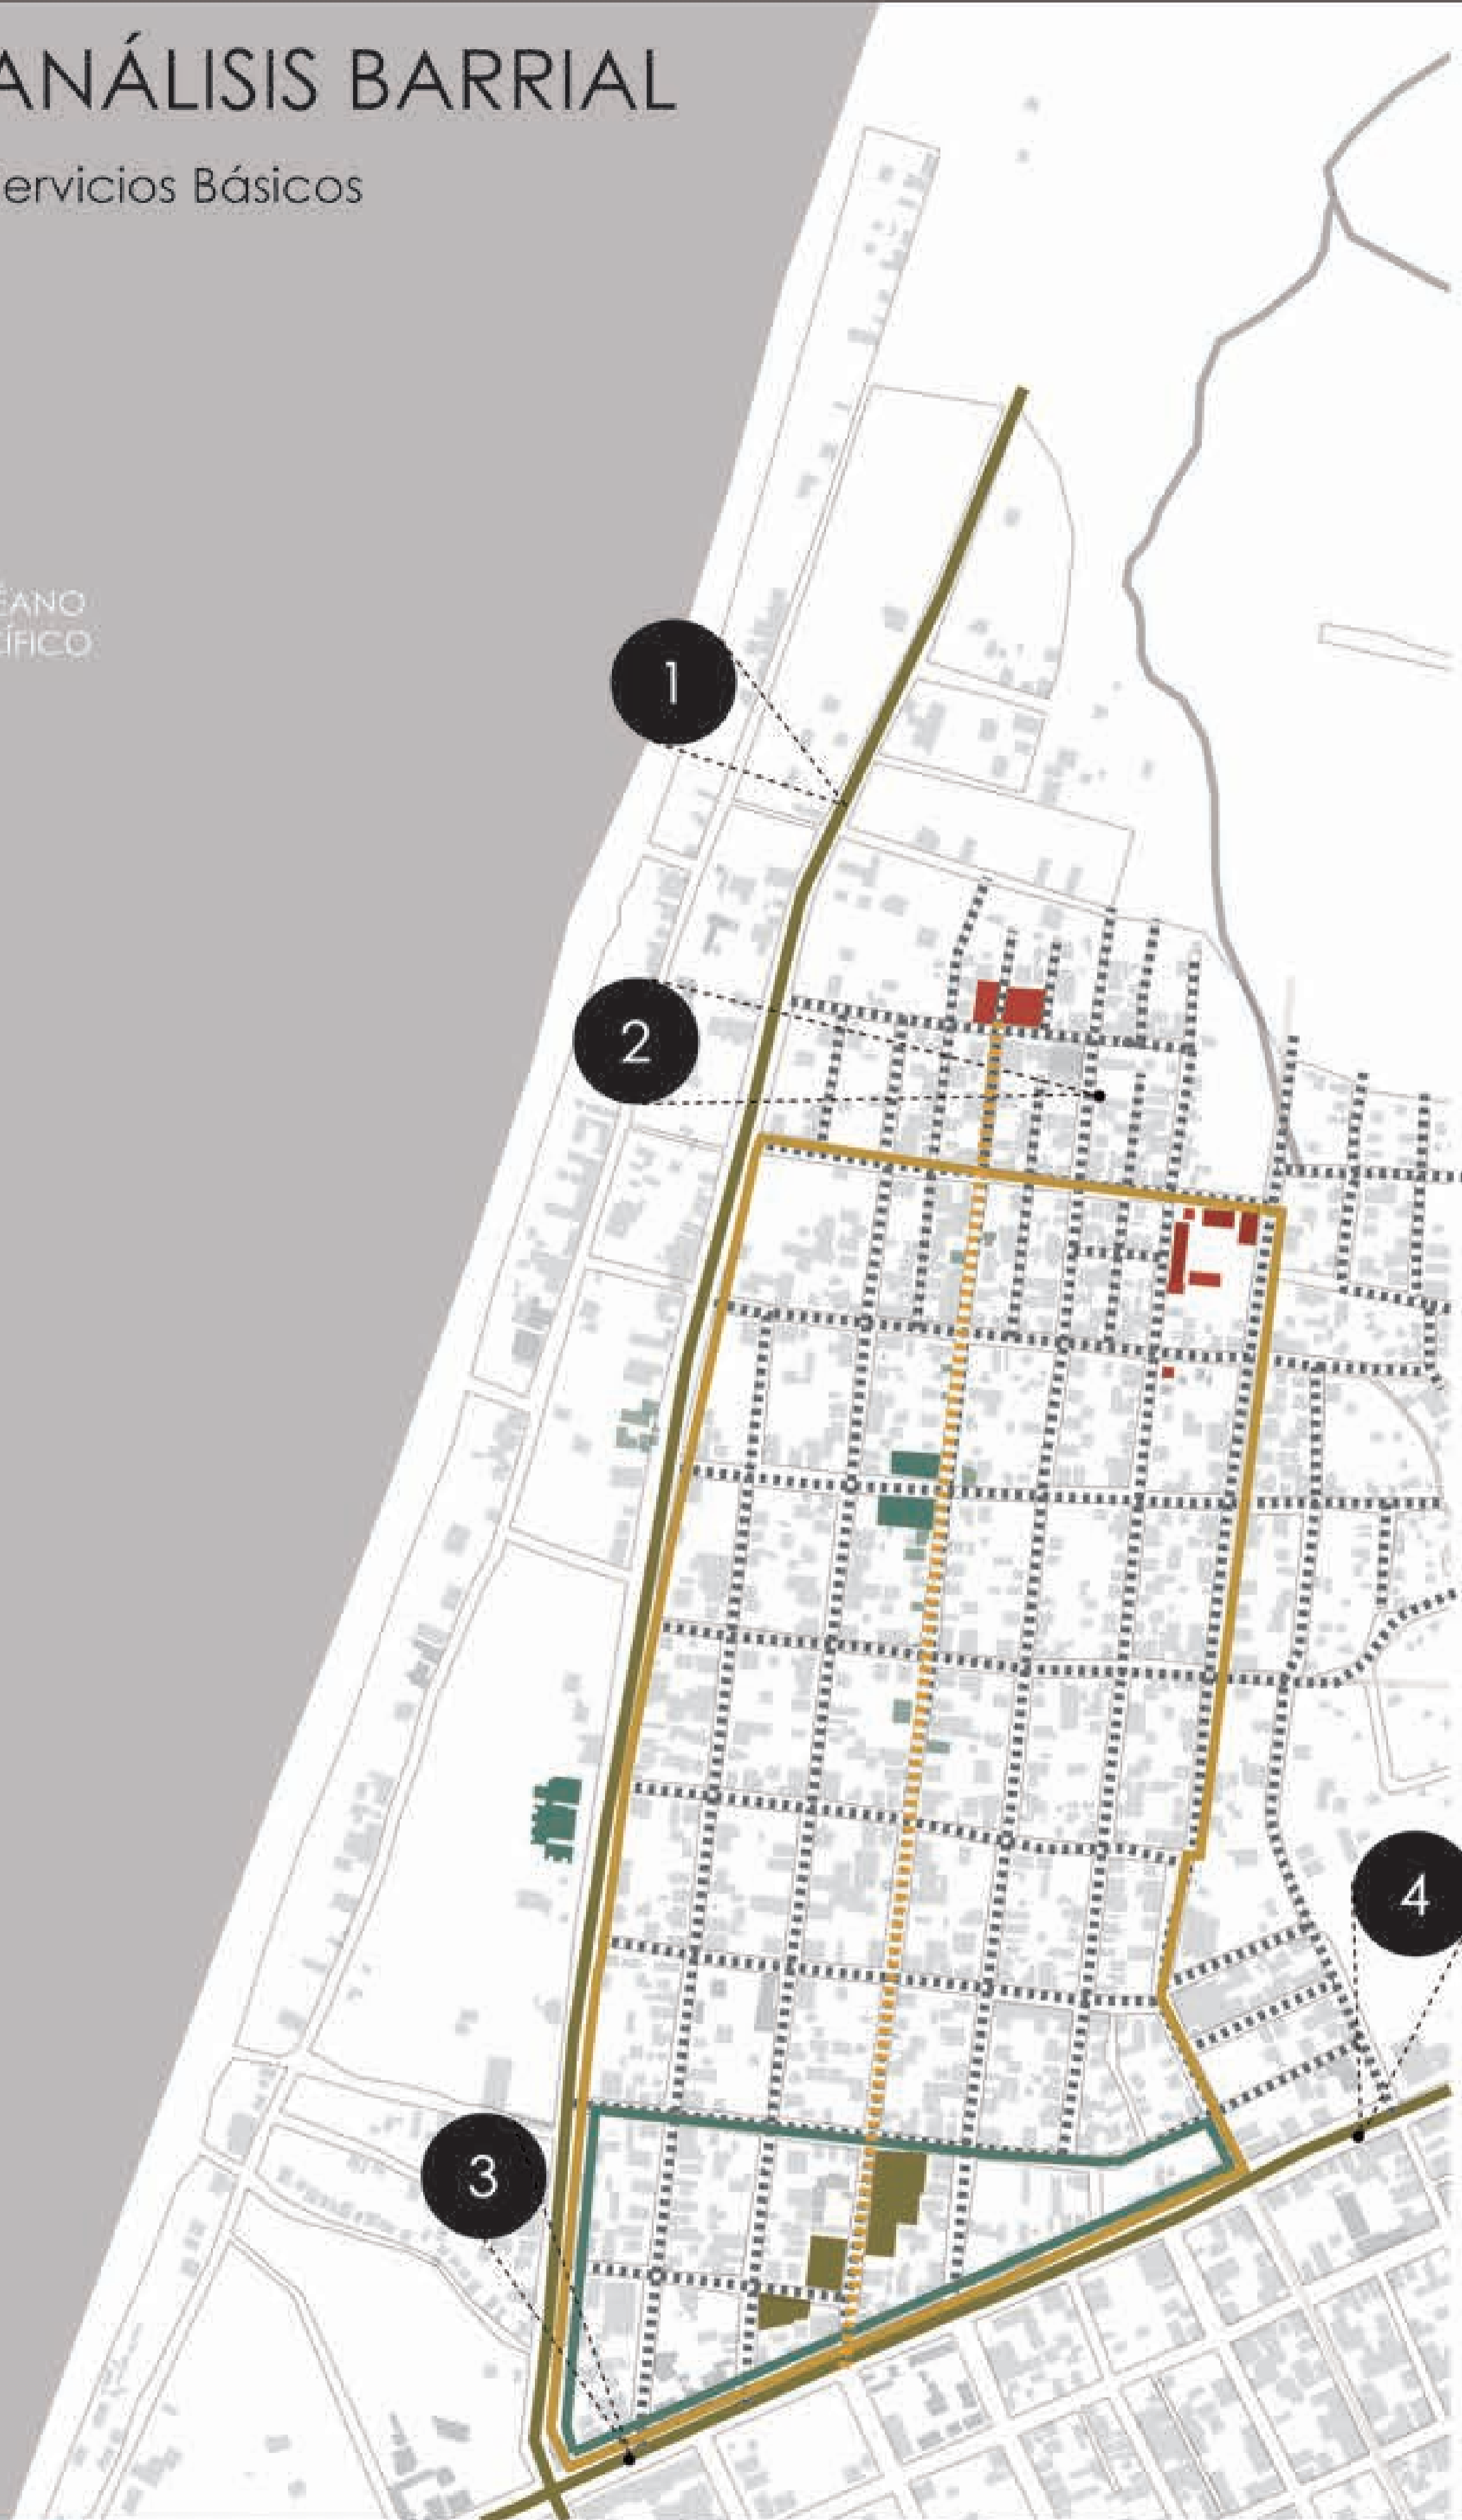 ANÁLISIS BARRIAL
ervicios Básicos
ÉANO
ÍFICO
1
2
4
3